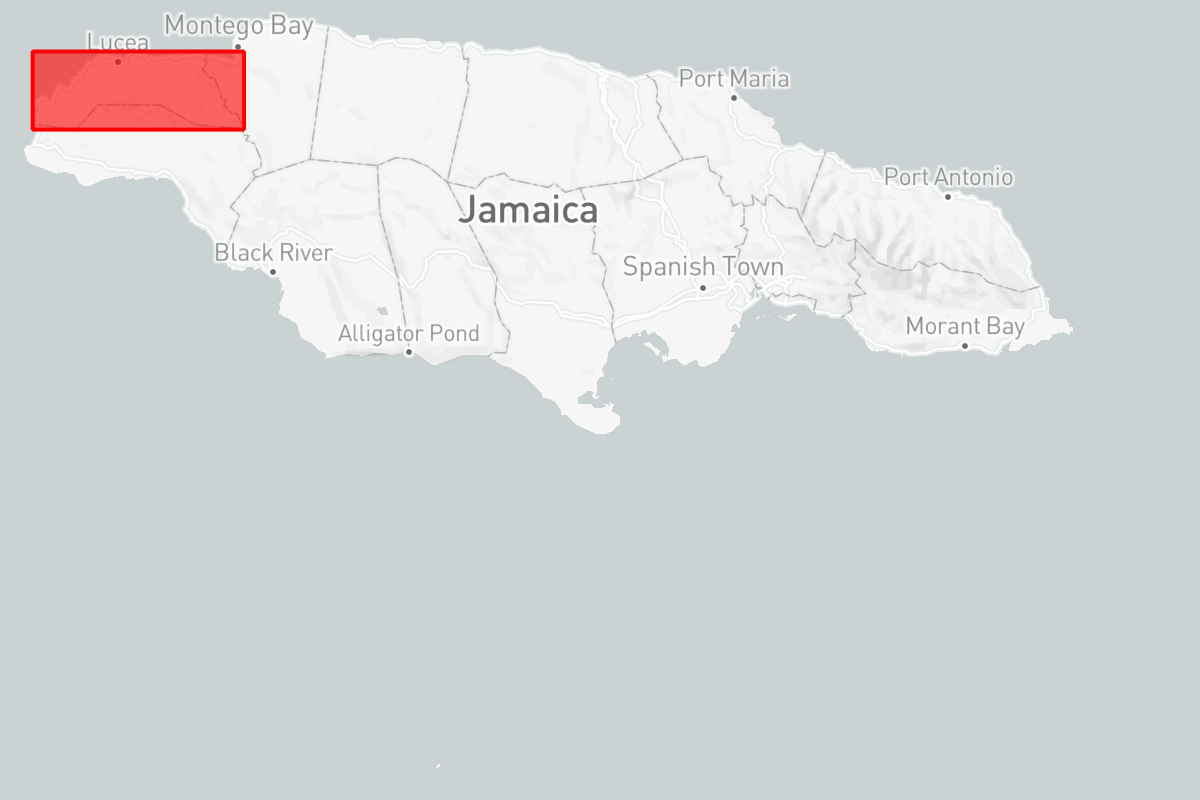 Montego Bay
Lucea
Port Maria
Port Antonio
Jamaica
Black River
Spanish Town
Morant Bay
Alligator Pond